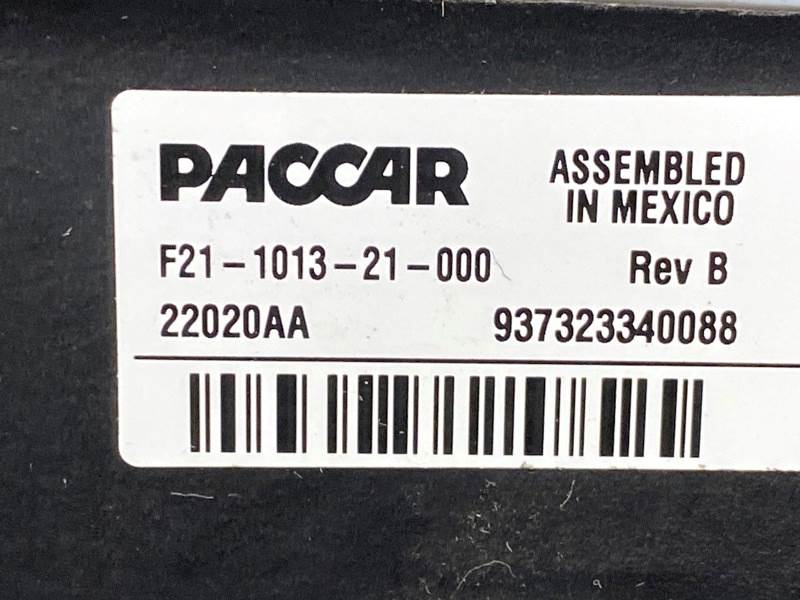 PACCAR
ASSEMBLED
IN MEXICO
F21-1013-21-000
Rev B
22020AA
937323340088